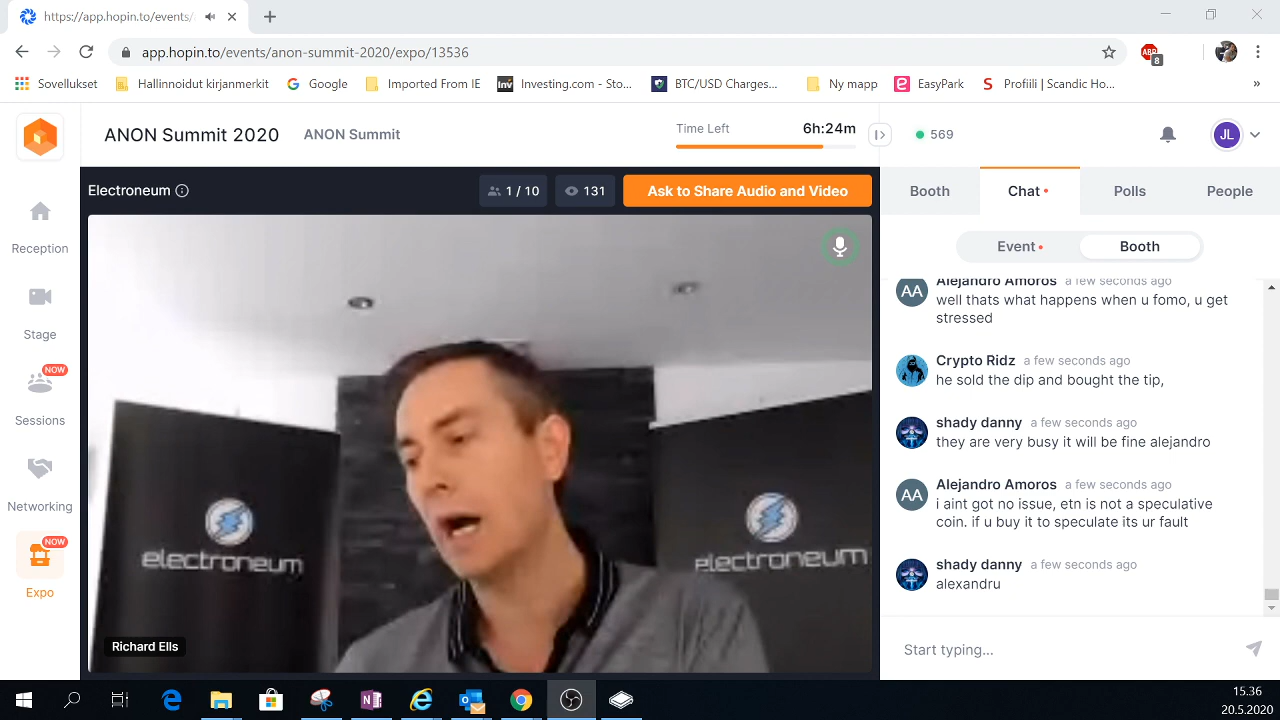 https://app.hopin.to/events/
app.hopin.to/events/anon-summit-2020/expo/13536
ABP
8
Sovellukset
Hallinnoidut kirjanmerkit
Google
Imported From IE
Inv
Investing.com - Sto...
BTC/USD Charges...
Ny mapp
EasyPark
S
Profiili | Scandic Ho...
»
ANON Summit 2020
ANON Summit
Time Left
6h:24m
569
JL
Electroneum
1 / 10
131
Ask to Share Audio and Video
Booth
Chat
Polls
People
Event
Booth
Reception
Stage
NOW
Sessions
Networking
NOW
Expo
electroneum
electroneum
Richard Ells
AA
Alejandro Amoros a few seconds ago
well thats what happens when u fomo, u get
stressed
Crypto Ridz a few seconds ago
he sold the dip and bought the tip,
shady danny a few seconds ago
they are very busy it will be fine alejandro
AA
Alejandro Amoros a few seconds ago
i aint got no issue, etn is not a speculative
coin. if u buy it to speculate its ur fault
shady danny a few seconds ago
alexandru
Start typing...
15.36
20.5.2020